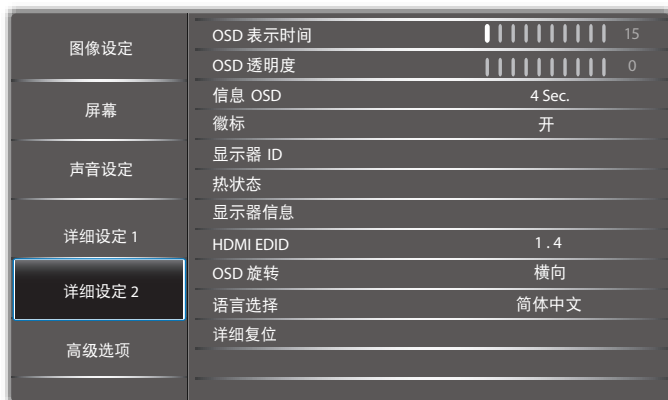 图像设定
屏幕
声音设定
详细设定 1
详细设定 2
高级选项
OSD 表示时间 15
OSD 透明度 0
信息 OSD 4 Sec.
徽标 开
显示器 ID
热状态
显示器信息
HDMI EDID 1 . 4
OSD 旋转 横向
语言选择 简体中文
详细复位